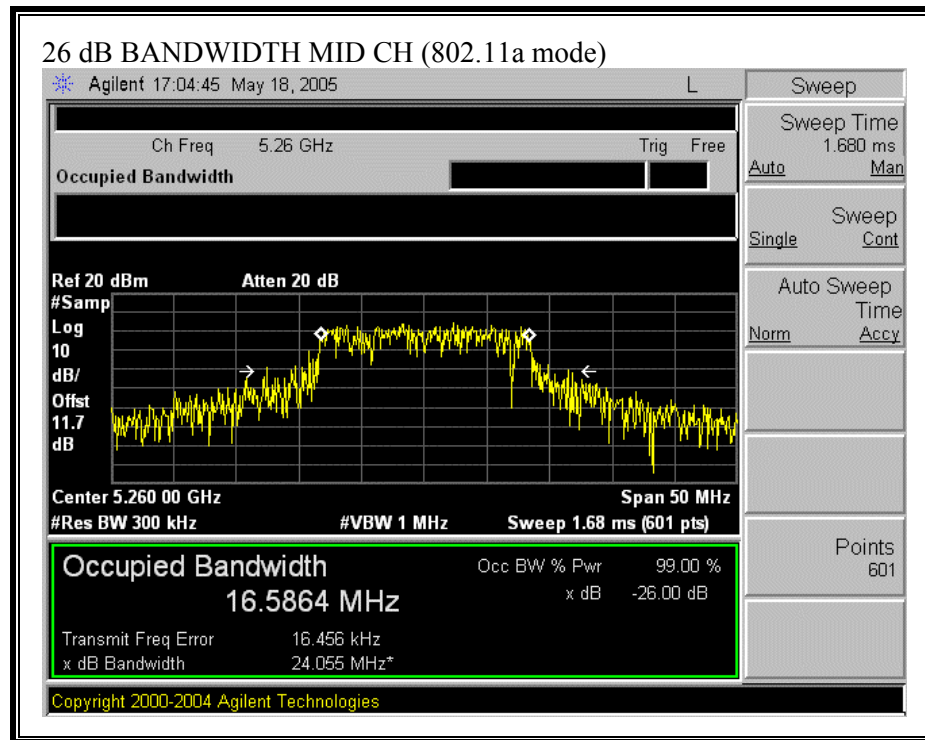 26 dB BANDWIDTH MID CH (802.11a mode)
Agilent 17:04:45 May 18, 2005 L
Sweep
Ch Freq 5.26 GHz Trig Free
Occupied Bandwidth
Sweep Time
1.680 ms
Auto Man
Sweep
Single Cont
Auto Sweep
Time
Norm Accy
Points
601
Ref 20 dBm Atten 20 dB
#Samp
Log
10
dB/
Offst
11.7
dB
Center 5.260 00 GHz Span 50 MHz
#Res BW 300 kHz #VBW 1 MHz Sweep 1.68 ms (601 pts)
Occupied Bandwidth
16.5864 MHz
Occ BW % Pwr 99.00 %
x dB -26.00 dB
Transmit Freq Error 16.456 kHz
x dB Bandwidth 24.055 MHz*
Copyright 2000-2004 Agilent Technologies